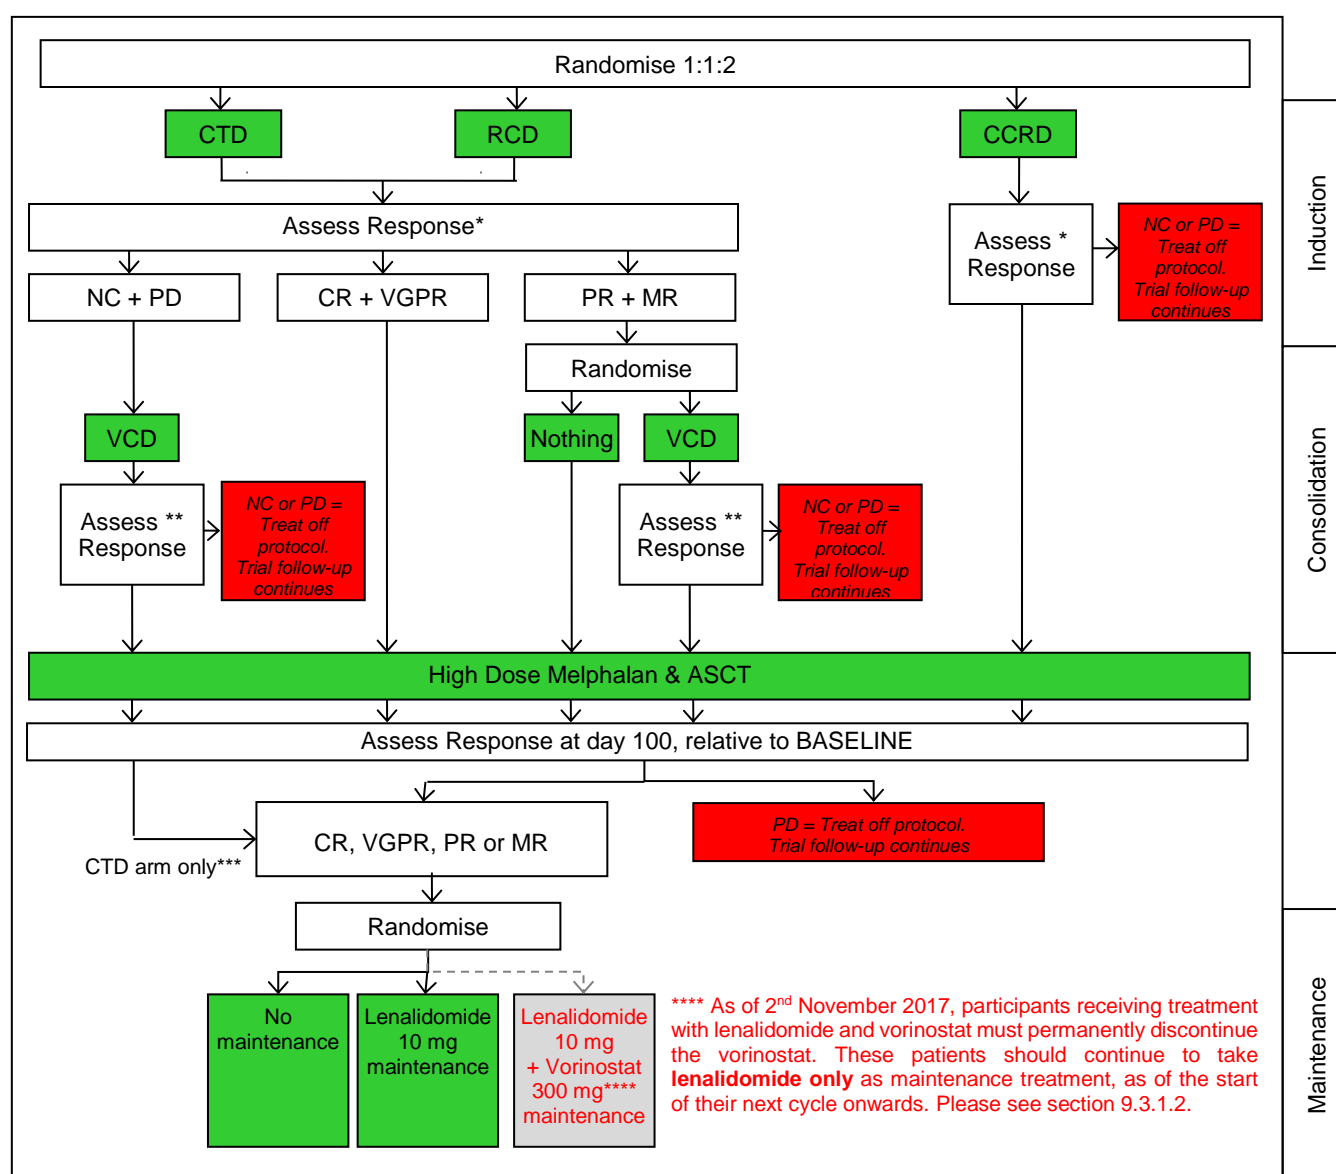 Randomise 1:1:2
CTD
RCD
CCRD
Assess Response*
Assess *
Response
NC or PD =
Treat off
protocol.
Trial follow-up
continues
Induction
NC + PD
CR + VGPR
PR + MR
Randomise
VCD
Nothing
VCD
Assess **
Response
NC or PD =
Treat off
protocol.
Trial follow-up
continues
Assess **
Response
NC or PD =
Treat off
protocol.
Trial follow-up
continues
Consolidation
High Dose Melphalan & ASCT
Assess Response at day 100, relative to BASELINE
CTD arm only***
CR, VGPR, PR or MR
PD = Treat off protocol.
Trial follow-up continues
Randomise
No
maintenance
Lenalidomide
10 mg
maintenance
Lenalidomide
10 mg
+ Vorinostat
300 mg****
maintenance
**** As of 2nd November 2017, participants receiving treatment
with lenalidomide and vorinostat must permanently discontinue
the vorinostat. These patients should continue to take
lenalidomide only as maintenance treatment, as of the start
of their next cycle onwards. Please see section 9.3.1.2.
Maintenance